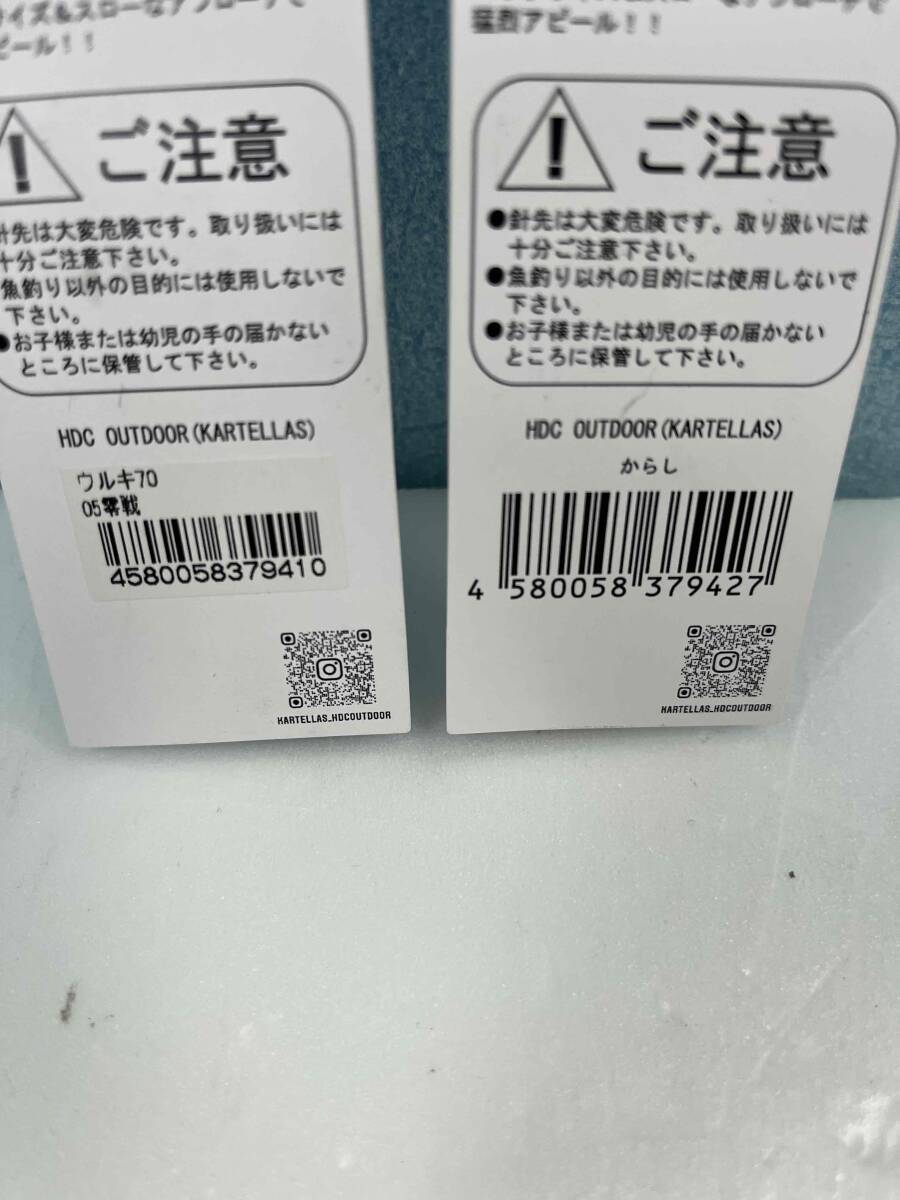 イズ&スローなアプローチで
ピール！！
ご注意
針先は大変危険です。取り扱いには
十分ご注意下さい。
魚釣り以外の目的には使用しないで
下さい。
●お子様または幼児の手の届かない
ところに保管して下さい。
HDC OUTDOOR(KARTELLAS)
ウルキ70
05零戦
4580058379410
KARTELLAS_HDCOUTDOOR
猛烈アピール！！
ご注意
●針先は大変危険です。取り扱いには
十分ご注意下さい。
●魚釣り以外の目的には使用しないで
下さい。
●お子様または幼児の手の届かない
ところに保管して下さい。
HDC OUTDOOR(KARTELLAS)
からし
4 580058 379427
KARTELLAS_HDCOUTDOOR